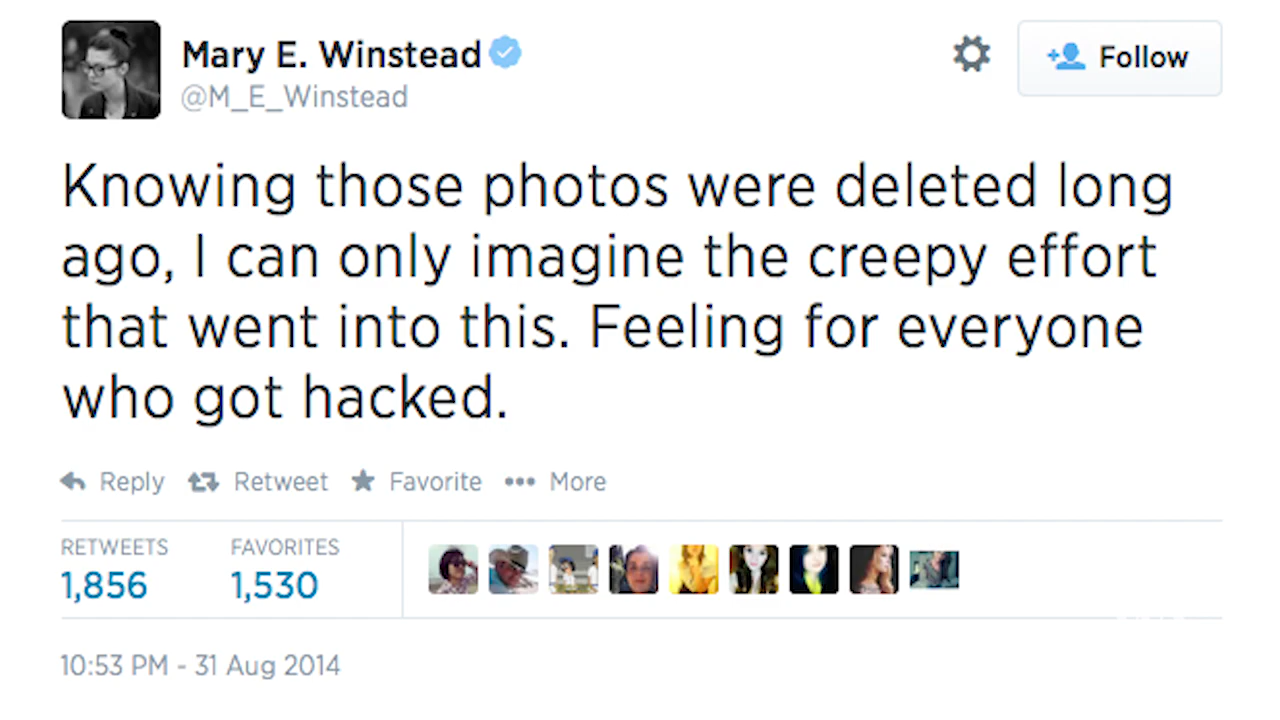 Mary E. Winstead
Follow
@M_E_Winstead
Knowing those photos were deleted long
ago, I can only imagine the creepy effort
that went into this. Feeling for everyone
who got hacked.
Reply Retweet Favorite More
RETWEETS FAVORITES
1,856 1,530
10:53 PM - 31 Aug 2014